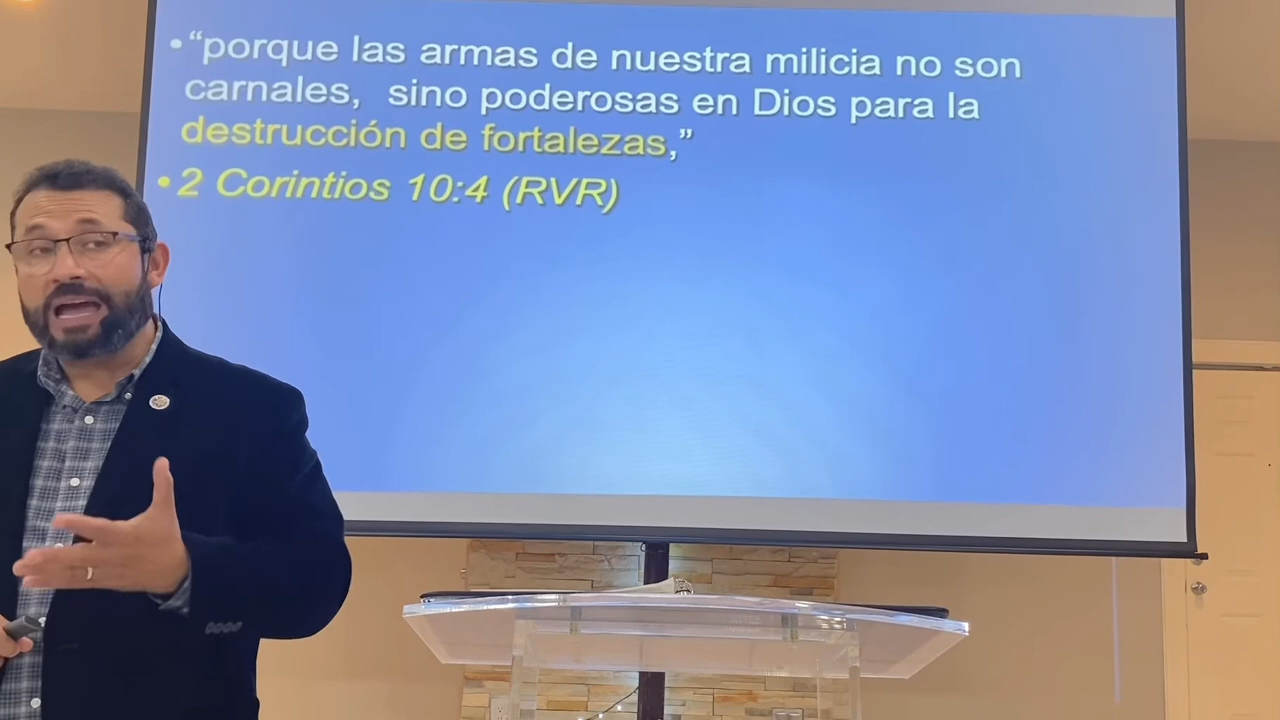 •“porque las armas de nuestra milicia no son
carnales, sino poderosas en Dios para la
destrucción de fortalezas,”
•2 Corintios 10:4 (RVR)